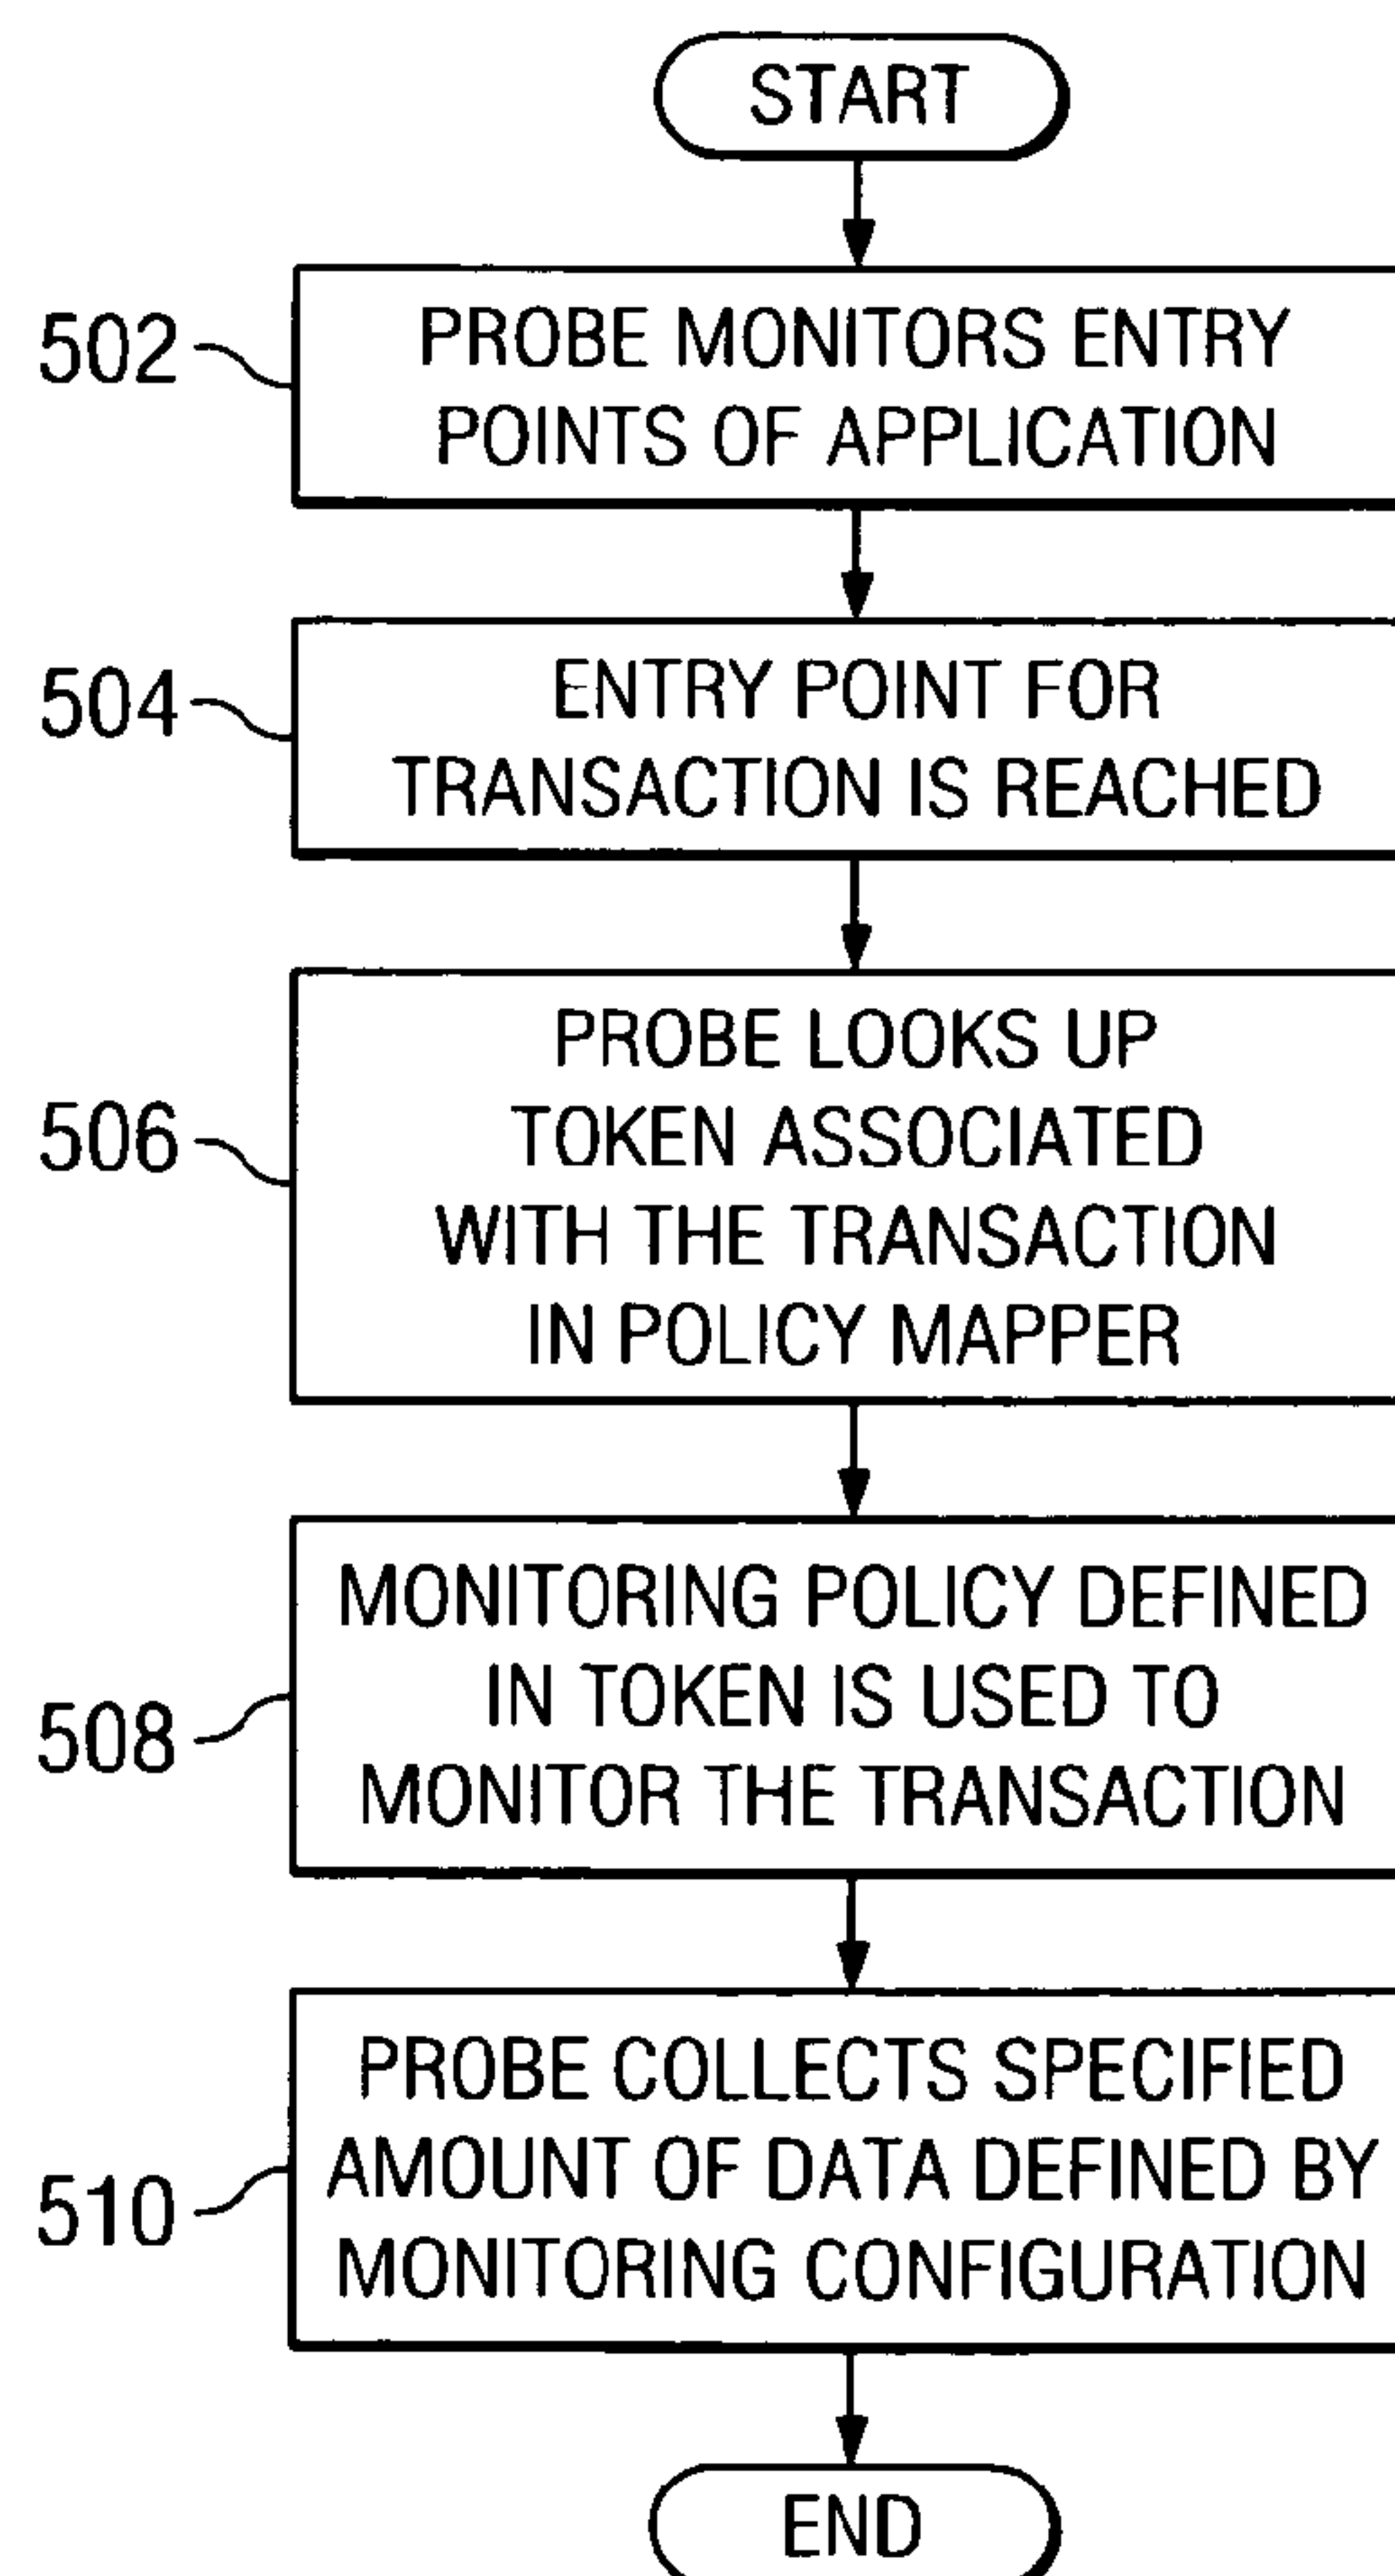 START
502
PROBE MONITORS ENTRY
POINTS OF APPLICATION
504
ENTRY POINT FOR
TRANSACTION IS REACHED
506
PROBE LOOKS UP
TOKEN ASSOCIATED
WITH THE TRANSACTION
IN POLICY MAPPER
508
MONITORING POLICY DEFINED
IN TOKEN IS USED TO
MONITOR THE TRANSACTION
510
PROBE COLLECTS SPECIFIED
AMOUNT OF DATA DEFINED BY
MONITORING CONFIGURATION
END